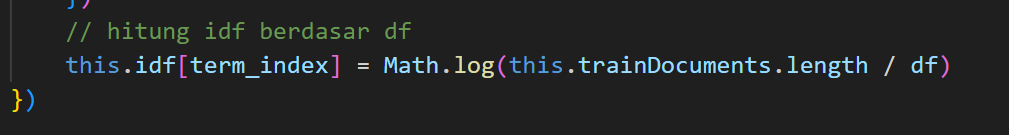 })
// hitung idf berdasar df
this.idf[term_index] = Math.log(this.trainDocuments.length / df)
})